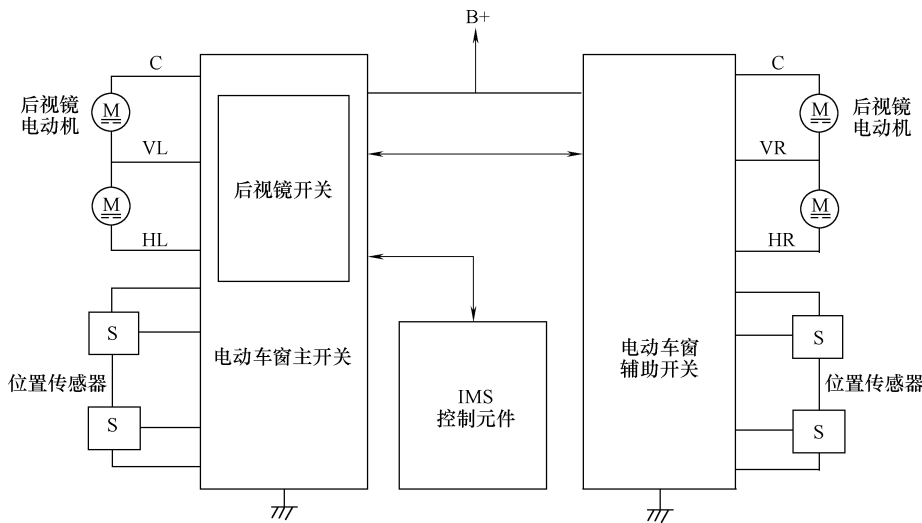 B+
C
后视镜
电动机
M
VL
M
HL
S
位置传感器
S
后视镜开关
电动车窗主开关
IMS
控制元件
电动车窗
辅助开关
C
后视镜
电动机
M
VR
M
HR
S
位置传感器
S